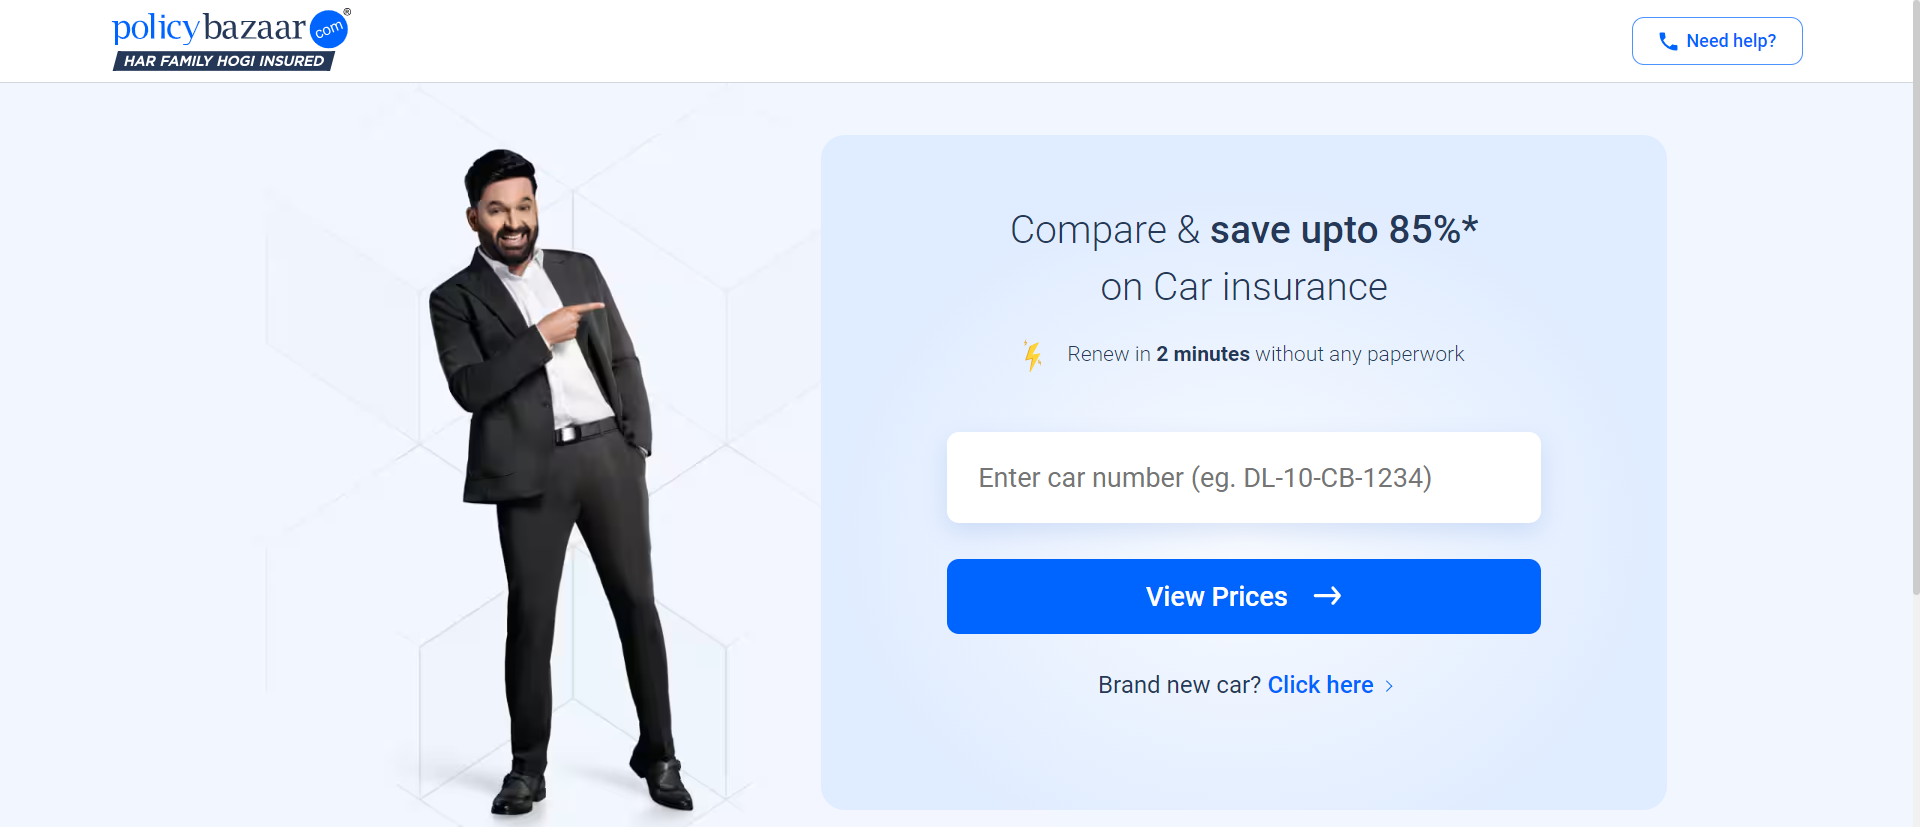 policybazaar.com®
HAR FAMILY HOGI INSURED
Need help?
Compare & save upto 85%*
on Car insurance
Renew in 2 minutes without any paperwork
Enter car number (eg. DL-10-CB-1234)
View Prices →
Brand new car? Click here >